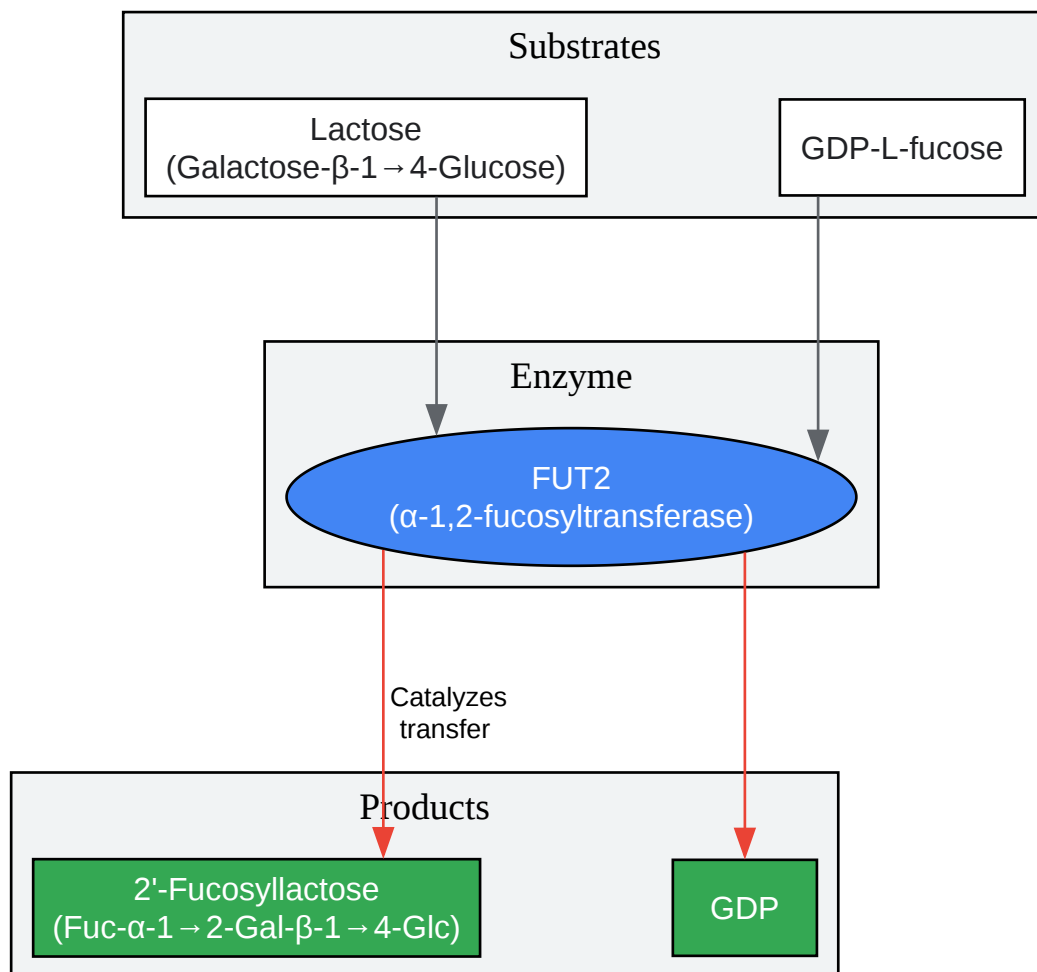 Substrates
Lactose
(Galactose-β-1→4-Glucose)
GDP-L-fucose
Enzyme
FUT2
(α-1,2-fucosyltransferase)
Catalyzes
transfer
Products
2'-Fucosyllactose
(Fuc-α-1→2-Gal-β-1→4-Glc)
GDP